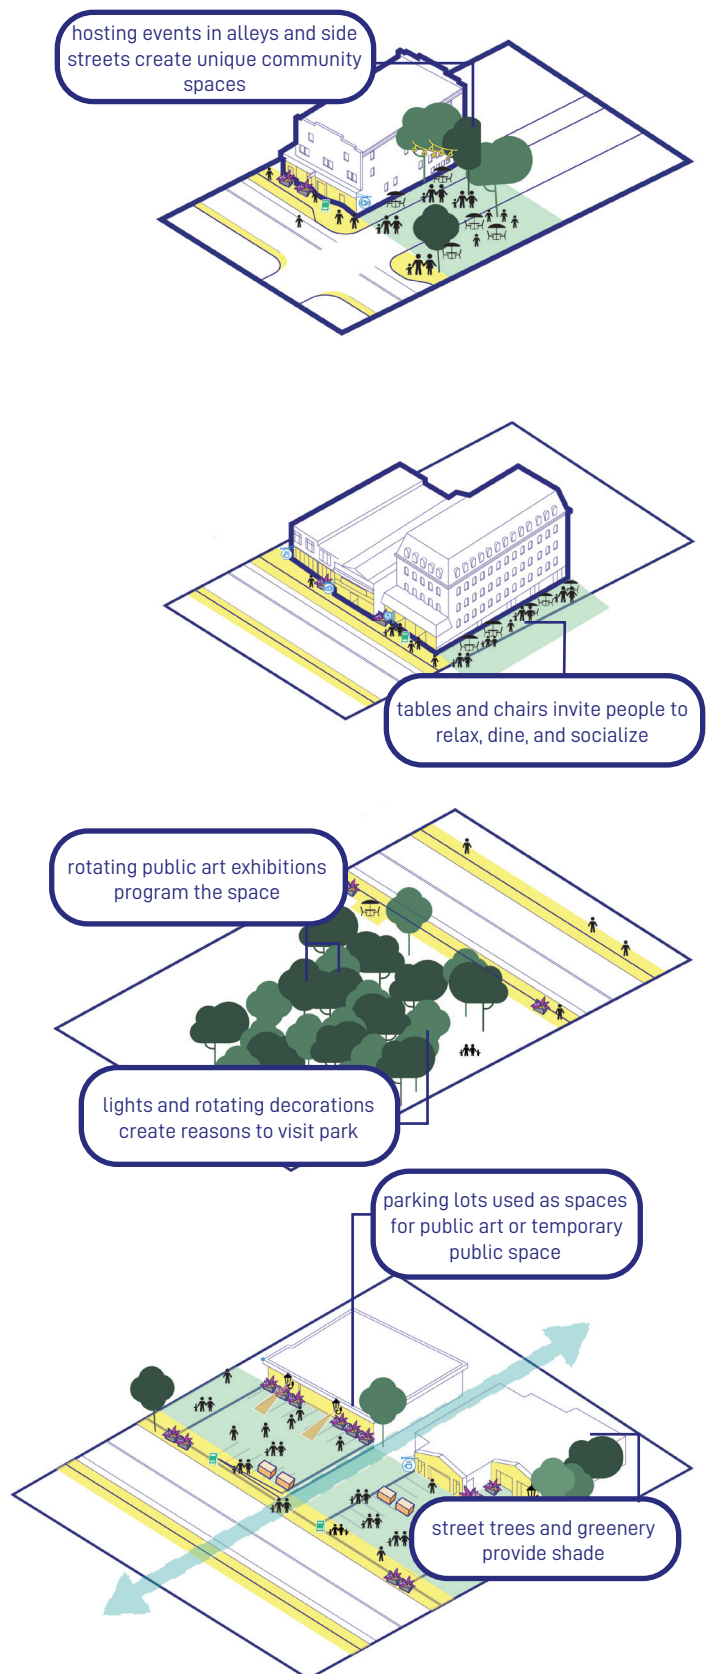 hosting events in alleys and side
streets create unique community
spaces
tables and chairs invite people to
relax, dine, and socialize
rotating public art exhibitions
program the space
lights and rotating decorations
create reasons to visit park
parking lots used as spaces
for public art or temporary
public space
street trees and greenery
provide shade